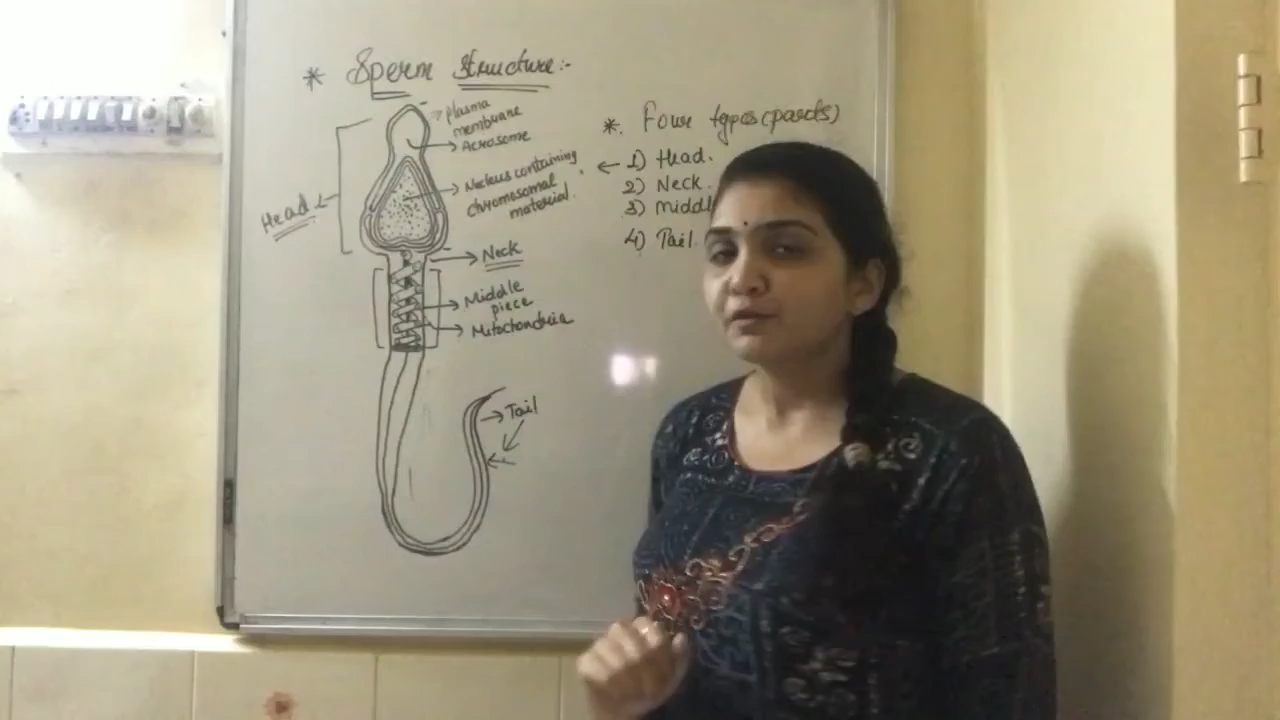 * Sperm Structure:-
plasma
membrane
Acrosome
Nucleus containing
chromosomal
material.
Head
Neck
Middle
piece
Mitochondria
Tail
*. Four types (parts)
1) Head.
2) Neck.
3) Middl
4) Tail.